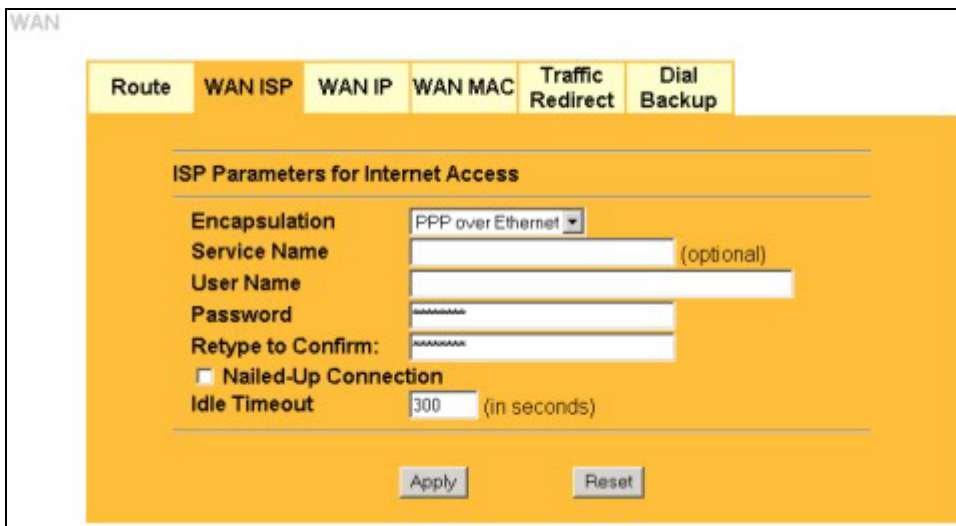 WAN
Route WAN ISP WAN IP WAN MAC Traffic Redirect Dial Backup
ISP Parameters for Internet Access
Encapsulation PPP over Ethernet
Service Name (optional)
User Name
Password ********
Retype to Confirm: ********
Nailed-Up Connection
Idle Timeout 300 (in seconds)
Apply Reset